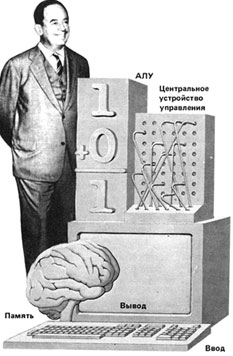 АЛУ
Центральное
устройство
управления
1
+0
1
Память
Вывод
Ввод